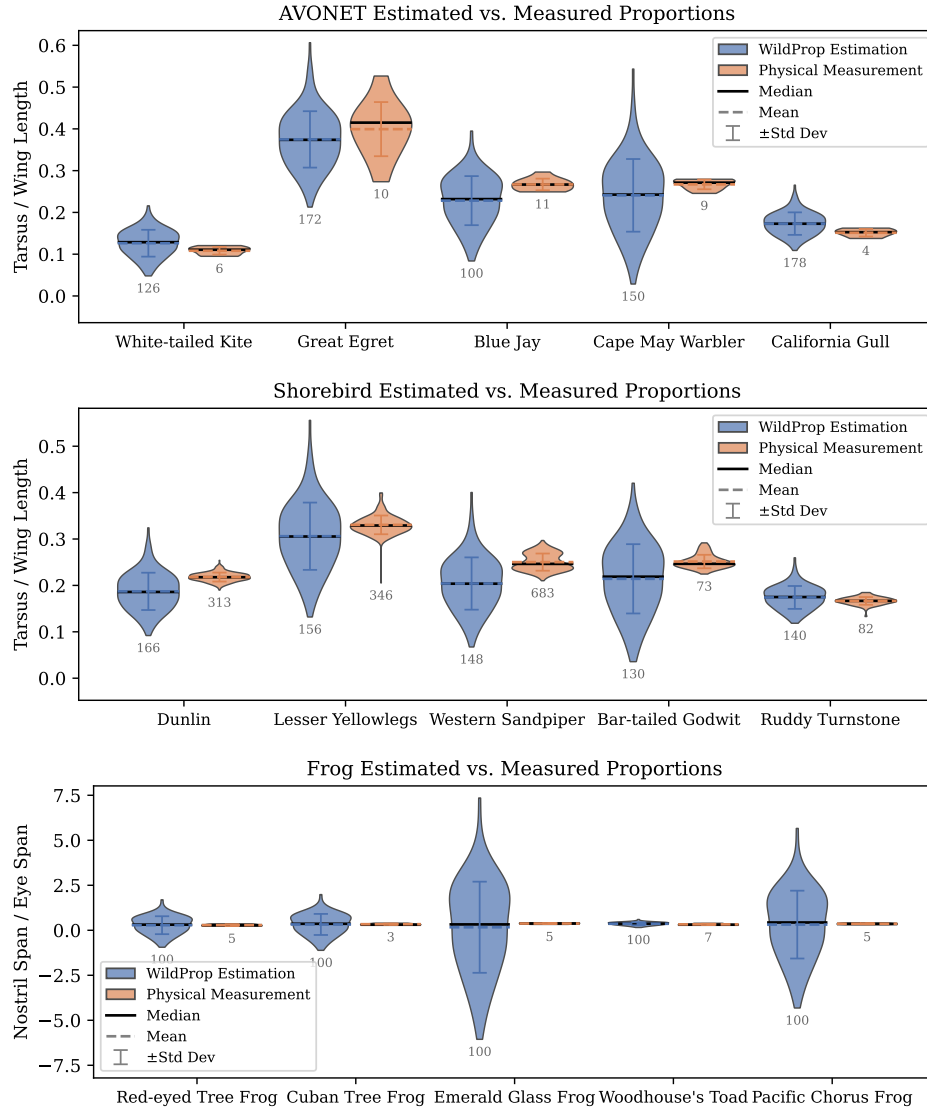 AVONET Estimated vs. Measured Proportions
Tarsus / Wing Length
0.6
0.5
0.4
0.3
0.2
0.1
0.0
WildProp Estimation
Physical Measurement
Median
Mean
±Std Dev
126
6
172
10
100
11
150
9
178
4
White-tailed Kite
Great Egret
Blue Jay
Cape May Warbler
California Gull
Shorebird Estimated vs. Measured Proportions
Tarsus / Wing Length
0.5
0.4
0.3
0.2
0.1
0.0
WildProp Estimation
Physical Measurement
Median
Mean
±Std Dev
166
313
156
346
148
683
130
73
140
82
Dunlin
Lesser Yellowlegs
Western Sandpiper
Bar-tailed Godwit
Ruddy Turnstone
Frog Estimated vs. Measured Proportions
Nostril Span / Eye Span
7.5
5.0
2.5
0.0
−2.5
−5.0
−7.5
100
5
100
3
100
5
100
7
100
5
WildProp Estimation
Physical Measurement
Median
Mean
±Std Dev
Red-eyed Tree Frog
Cuban Tree Frog
Emerald Glass Frog
Woodhouse's Toad
Pacific Chorus Frog